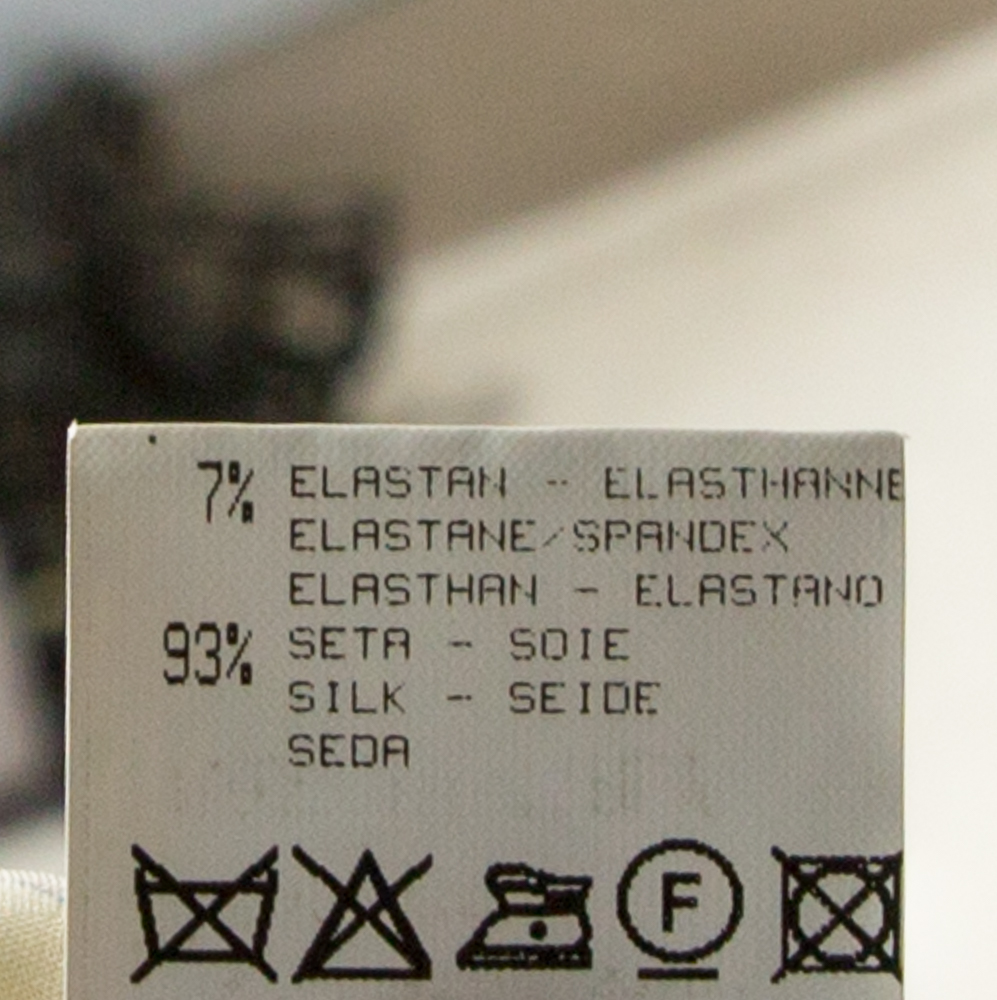 7% ELASTAN - ELASTHANNE
ELASTANE/SPANDEX
ELASTHAN - ELASTANO
93% SETA - SOIE
SILK - SEIDE
SEDA
F